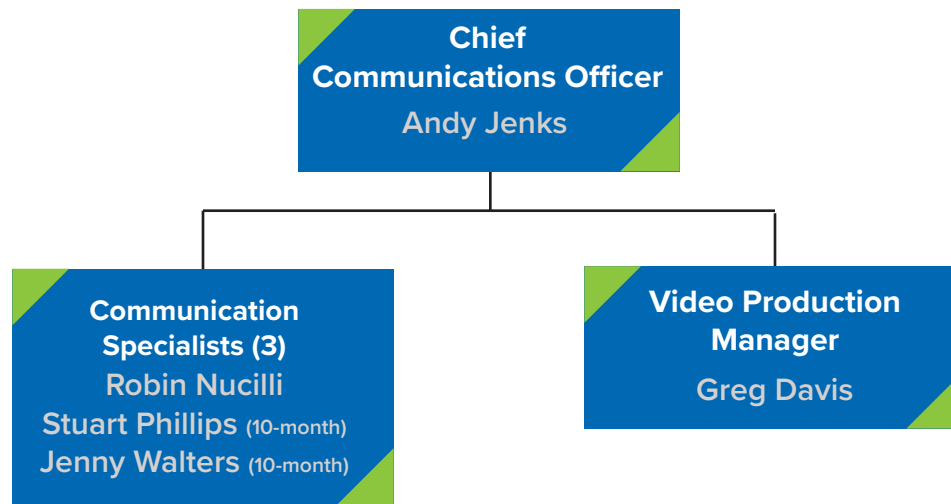 Chief
Communications Officer
Andy Jenks
Communication
Specialists (3)
Robin Nucilli
Stuart Phillips (10-month)
Jenny Walters (10-month)
Video Production
Manager
Greg Davis